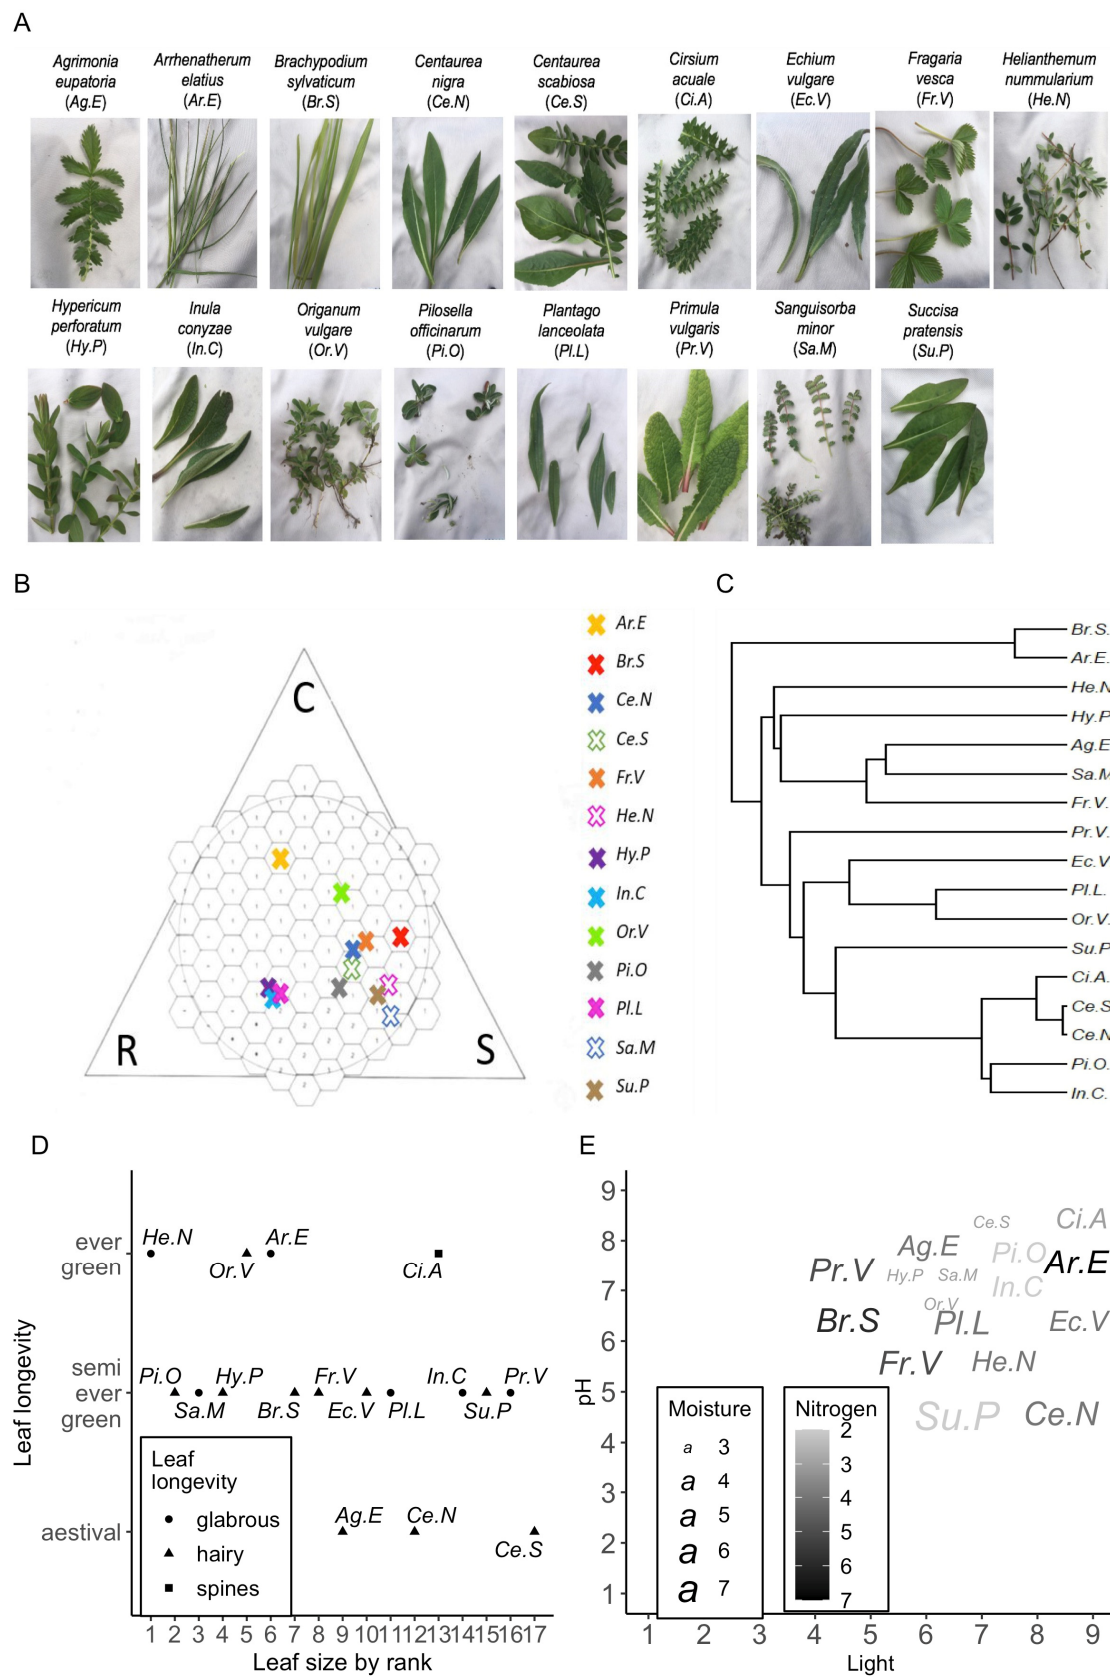 A
Agrimonia
eupatoria
(Ag.E)
Arrhenatherum
elatius
(Ar.E)
Brachypodium
sylvaticum
(Br.S)
Centaurea
nigra
(Ce.N)
Centaurea
scabiosa
(Ce.S)
Cirsium
acuale
(Ci.A)
Echium
vulgare
(Ec.V)
Fragaria
vesca
(Fr.V)
Helianthemum
nummularium
(He.N)
Hypericum
perforatum
(Hy.P)
Inula
conyzae
(In.C)
Origanum
vulgare
(Or.V)
Pilosella
officinarum
(Pi.O)
Plantago
lanceolata
(Pl.L)
Primula
vulgaris
(Pr.V)
Sanguisorba
minor
(Sa.M)
Succisa
pratensis
(Su.P)
B
C
R
S
Ar.E
Br.S
Ce.N
Ce.S
Fr.V
He.N
Hy.P
In.C
Or.V
Pi.O
Pl.L
Sa.M
Su.P
C
Br.S.
Ar.E.
He.N
Hy.P
Ag.E
Sa.M
Fr.V.
Pr.V.
Ec.V
Pl.L.
Or.V.
Su.P
Ci.A.
Ce.S
Ce.N
Pi.O.
In.C.
D
Leaf longevity
ever
green
semi
ever
green
aestival
He.N
Ar.E
Or.V
Ci.A
Pi.O
Hy.P
Fr.V
In.C
Pr.V
Sa.M
Br.S
Ec.V
Pl.L
Su.P
Ag.E
Ce.N
Ce.S
Leaf
longevity
glabrous
hairy
spines
1 2 3 4 5 6 7 8 9 10 11 12 13 14 15 16 17
Leaf size by rank
E
pH
9
8
7
6
5
4
3
2
1
Ce.S
Ci.A
Ag.E
Pi.O
Ar.E
Pr.V
Hy.P
Sa.M
In.C
Or.V
Br.S
Pl.L
Ec.V
Fr.V
He.N
Su.P
Ce.N
Moisture
a 3
a 4
a 5
a 6
a 7
Nitrogen
2
3
4
5
6
7
1 2 3 4 5 6 7 8 9
Light